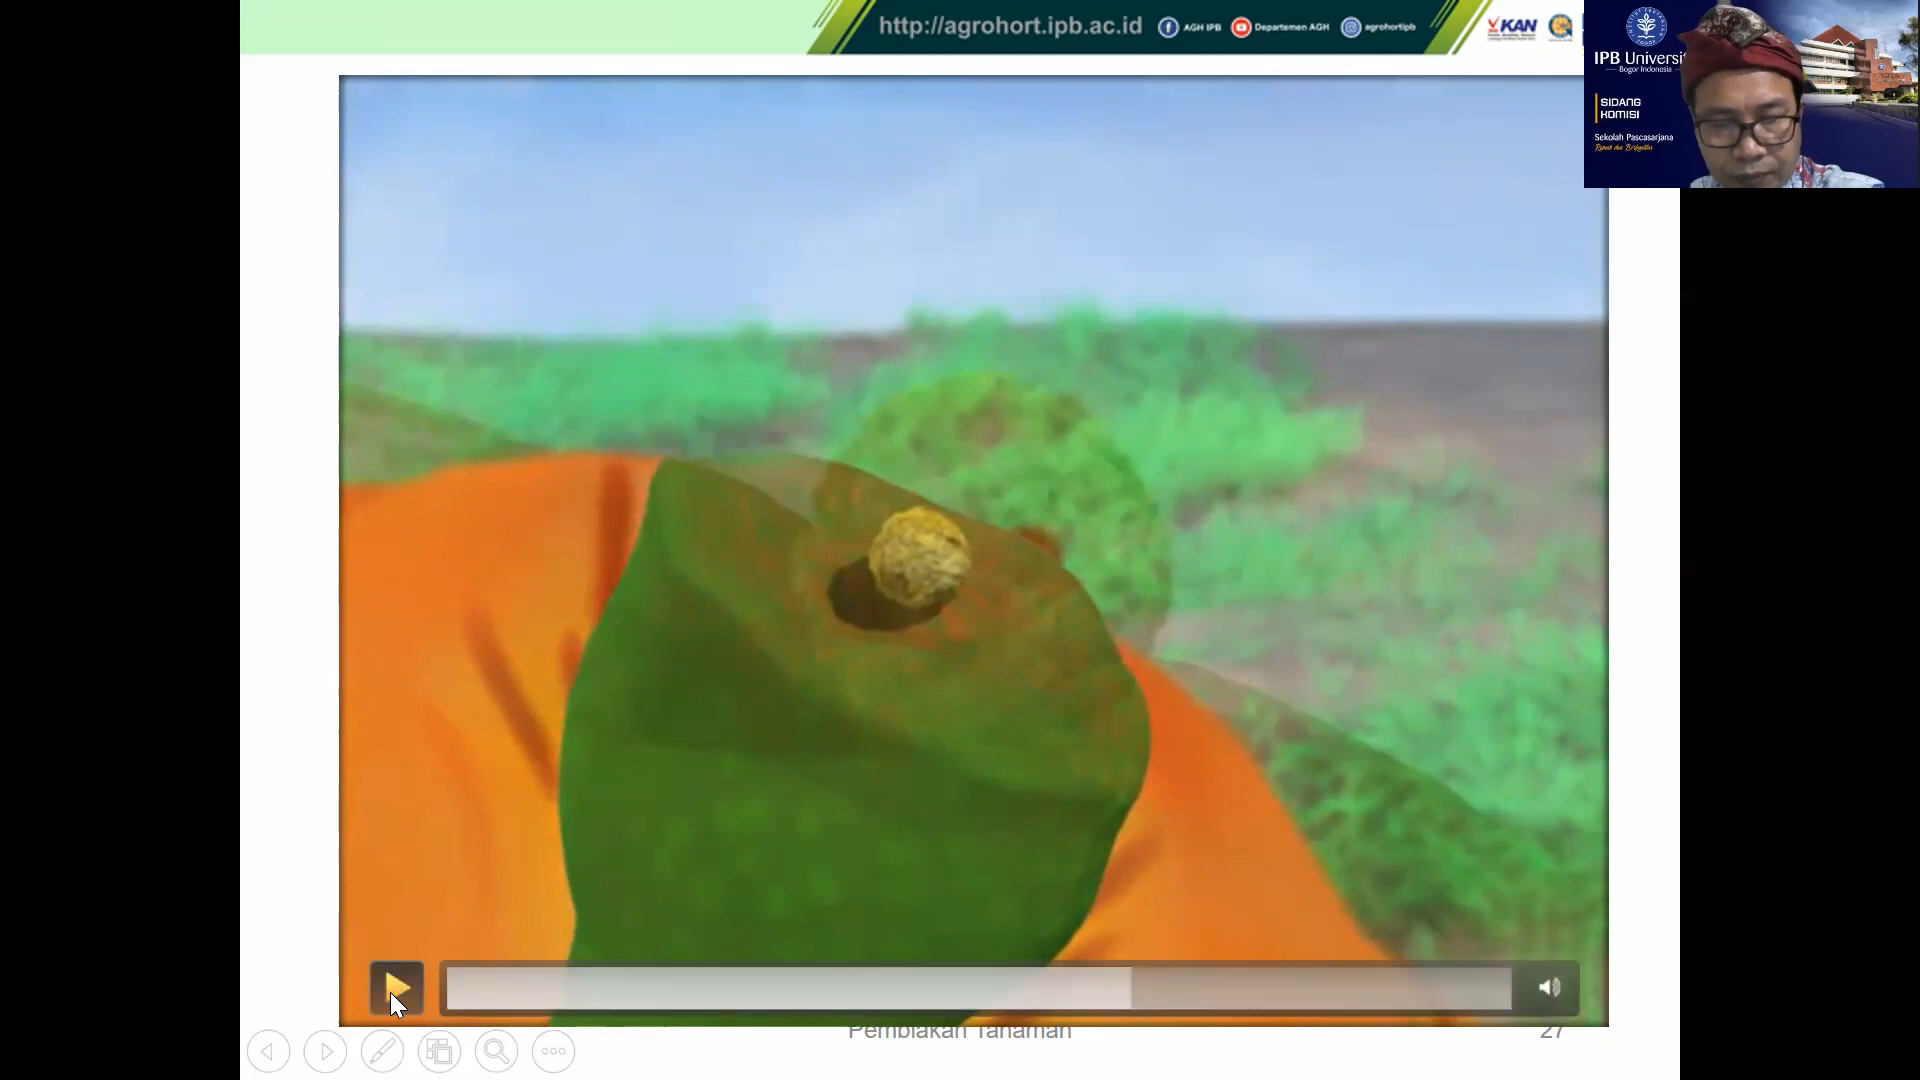 http://agrohort.ipb.ac.id
AGH IPB
Departemen AGH
agrohortipb
KAN
IPB Universi
Bogor Indonesia
SIDANG
KOMISI
Sekolah Pascasarjana
Pembiakan Tanaman
27